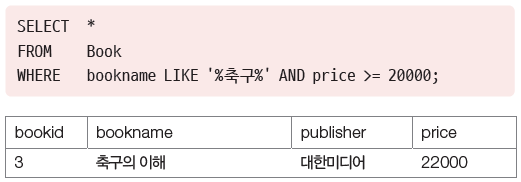 SELECT *
FROM Book
WHERE bookname LIKE '%축구%' AND price >= 20000;
bookid bookname publisher price
3 축구의 이해 대한미디어 22000